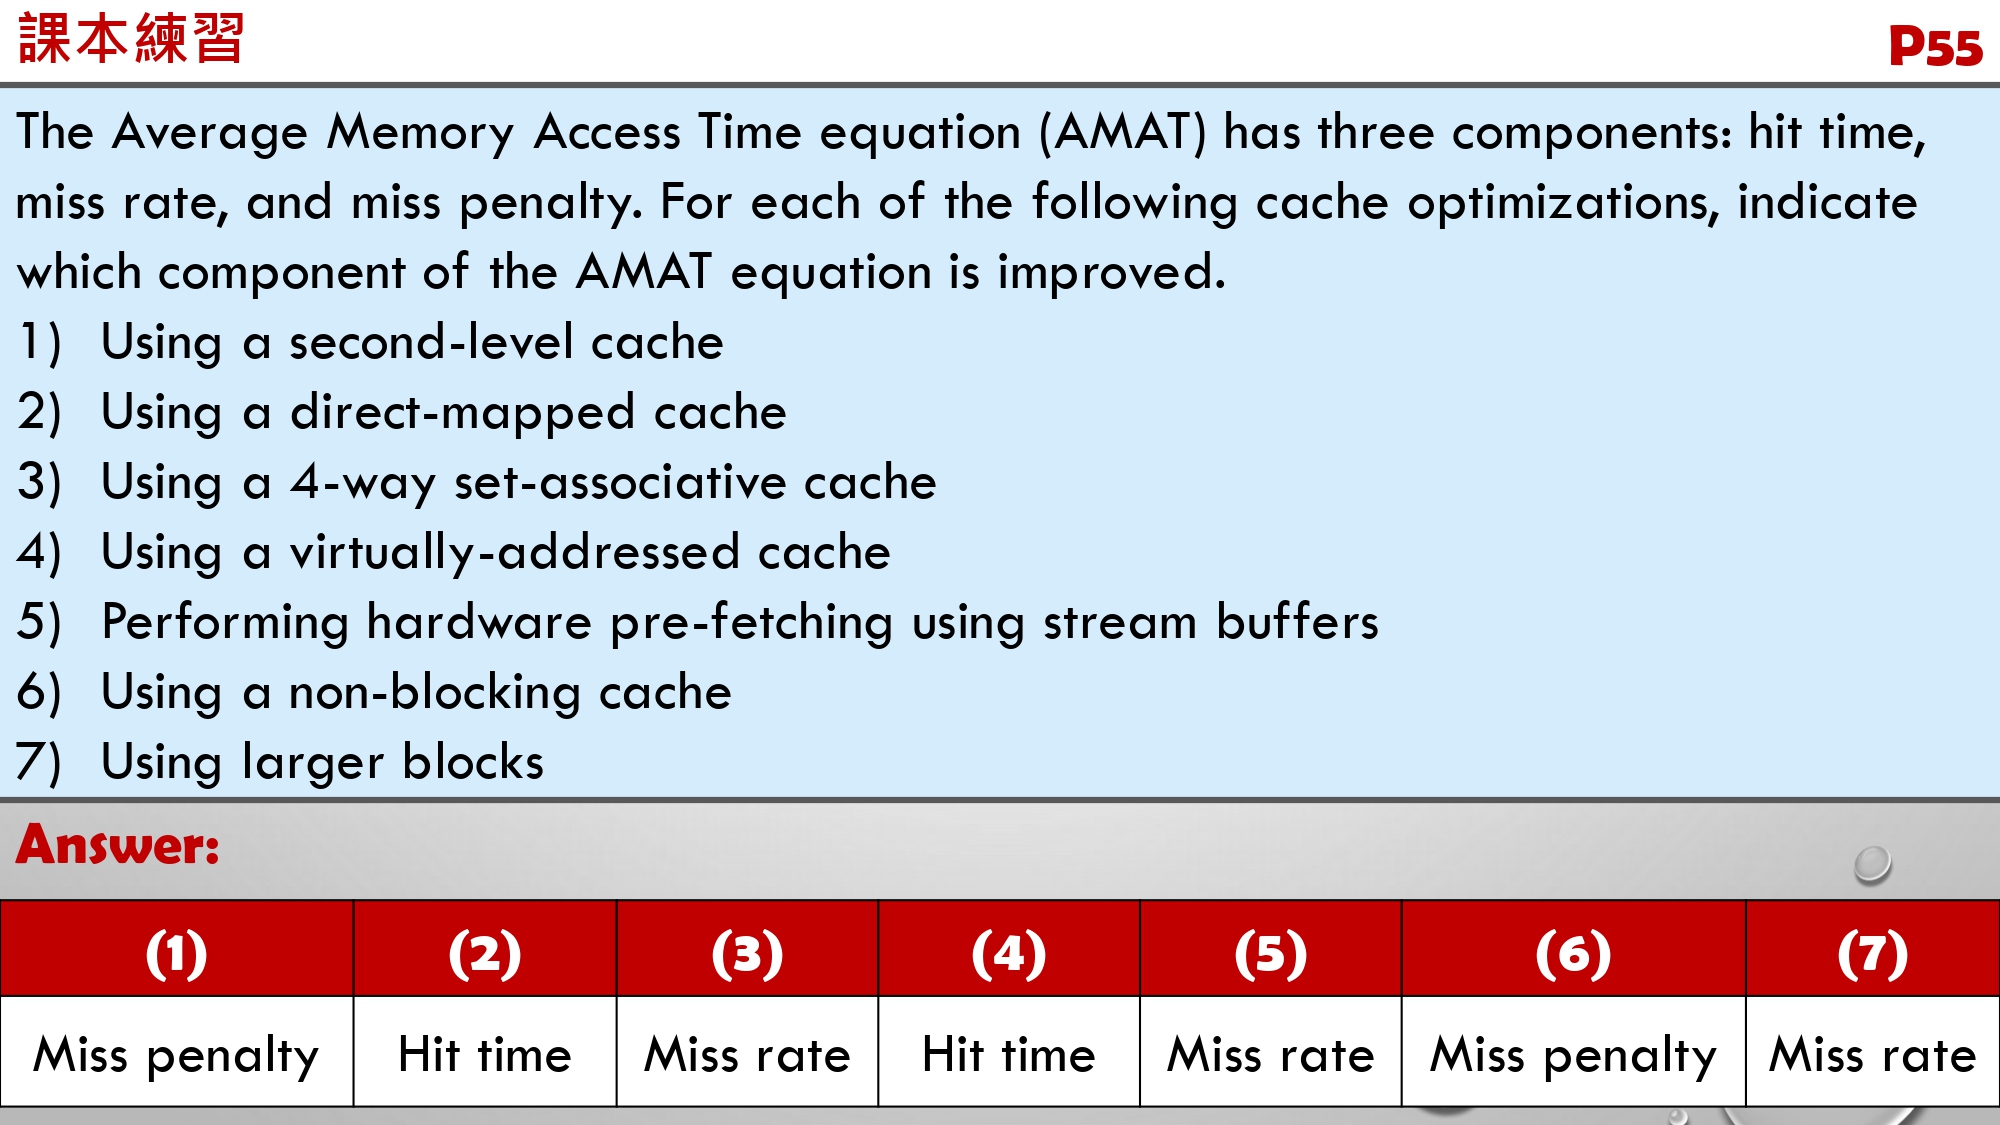 課本練習
P55
The Average Memory Access Time equation (AMAT) has three components: hit time,
miss rate, and miss penalty. For each of the following cache optimizations, indicate
which component of the AMAT equation is improved.
1) Using a second-level cache
2) Using a direct-mapped cache
3) Using a 4-way set-associative cache
4) Using a virtually-addressed cache
5) Performing hardware pre-fetching using stream buffers
6) Using a non-blocking cache
7) Using larger blocks
Answer:
(1) (2) (3) (4) (5) (6) (7)
Miss penalty Hit time Miss rate Hit time Miss rate Miss penalty Miss rate